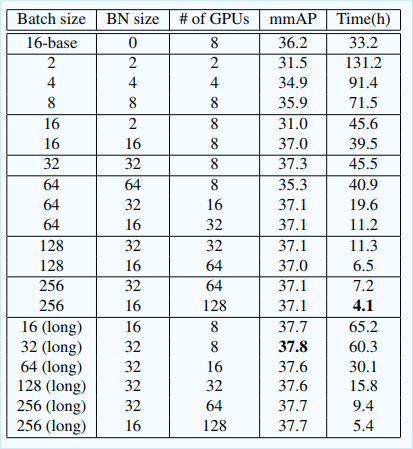 Batch size BN size # of GPUs mmAP Time(h)
16-base 0 8 36.2 33.2
2 2 2 31.5 131.2
4 4 4 34.9 91.4
8 8 8 35.9 71.5
16 2 8 31.0 45.6
16 16 8 37.0 39.5
32 32 8 37.3 45.5
64 64 8 35.3 40.9
64 32 16 37.1 19.6
64 16 32 37.1 11.2
128 32 32 37.1 11.3
128 16 64 37.0 6.5
256 32 64 37.1 7.2
256 16 128 37.1 4.1
16 (long) 16 8 37.7 65.2
32 (long) 32 8 37.8 60.3
64 (long) 32 16 37.6 30.1
128 (long) 32 32 37.6 15.8
256 (long) 32 64 37.7 9.4
256 (long) 16 128 37.7 5.4